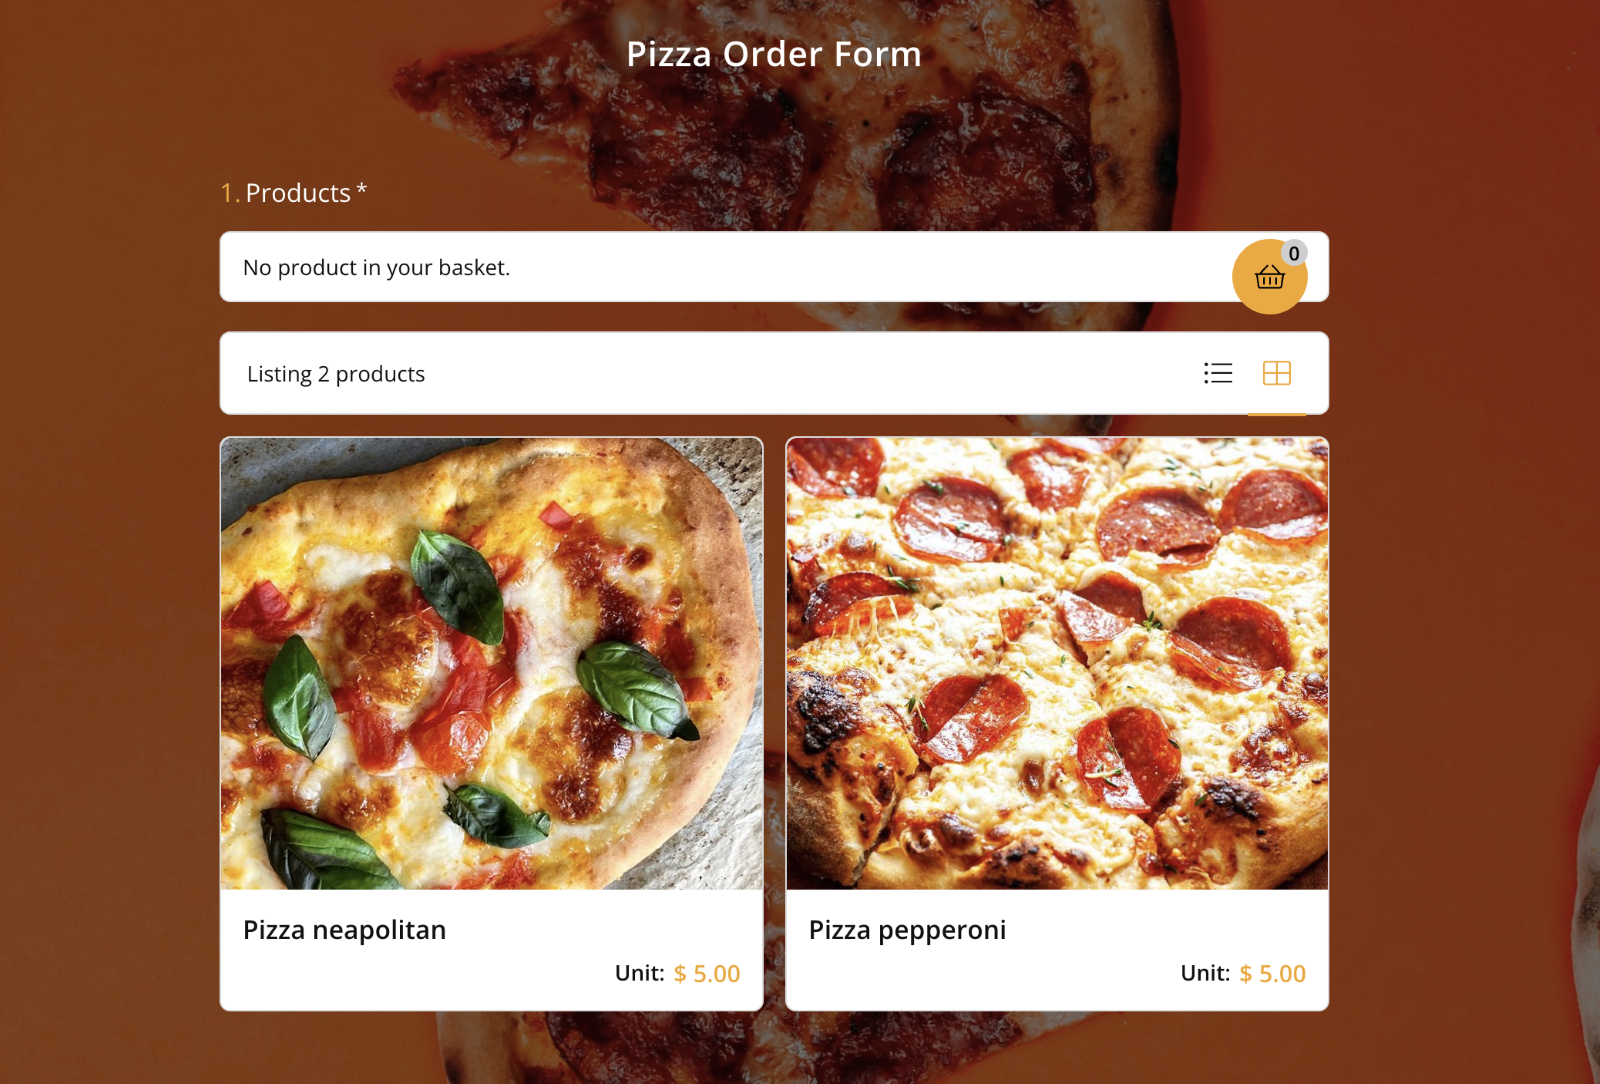 Pizza Order Form
1. Products *
No product in your basket.
0
Listing 2 products
Pizza neapolitan
Unit: $ 5.00
Pizza pepperoni
Unit: $ 5.00